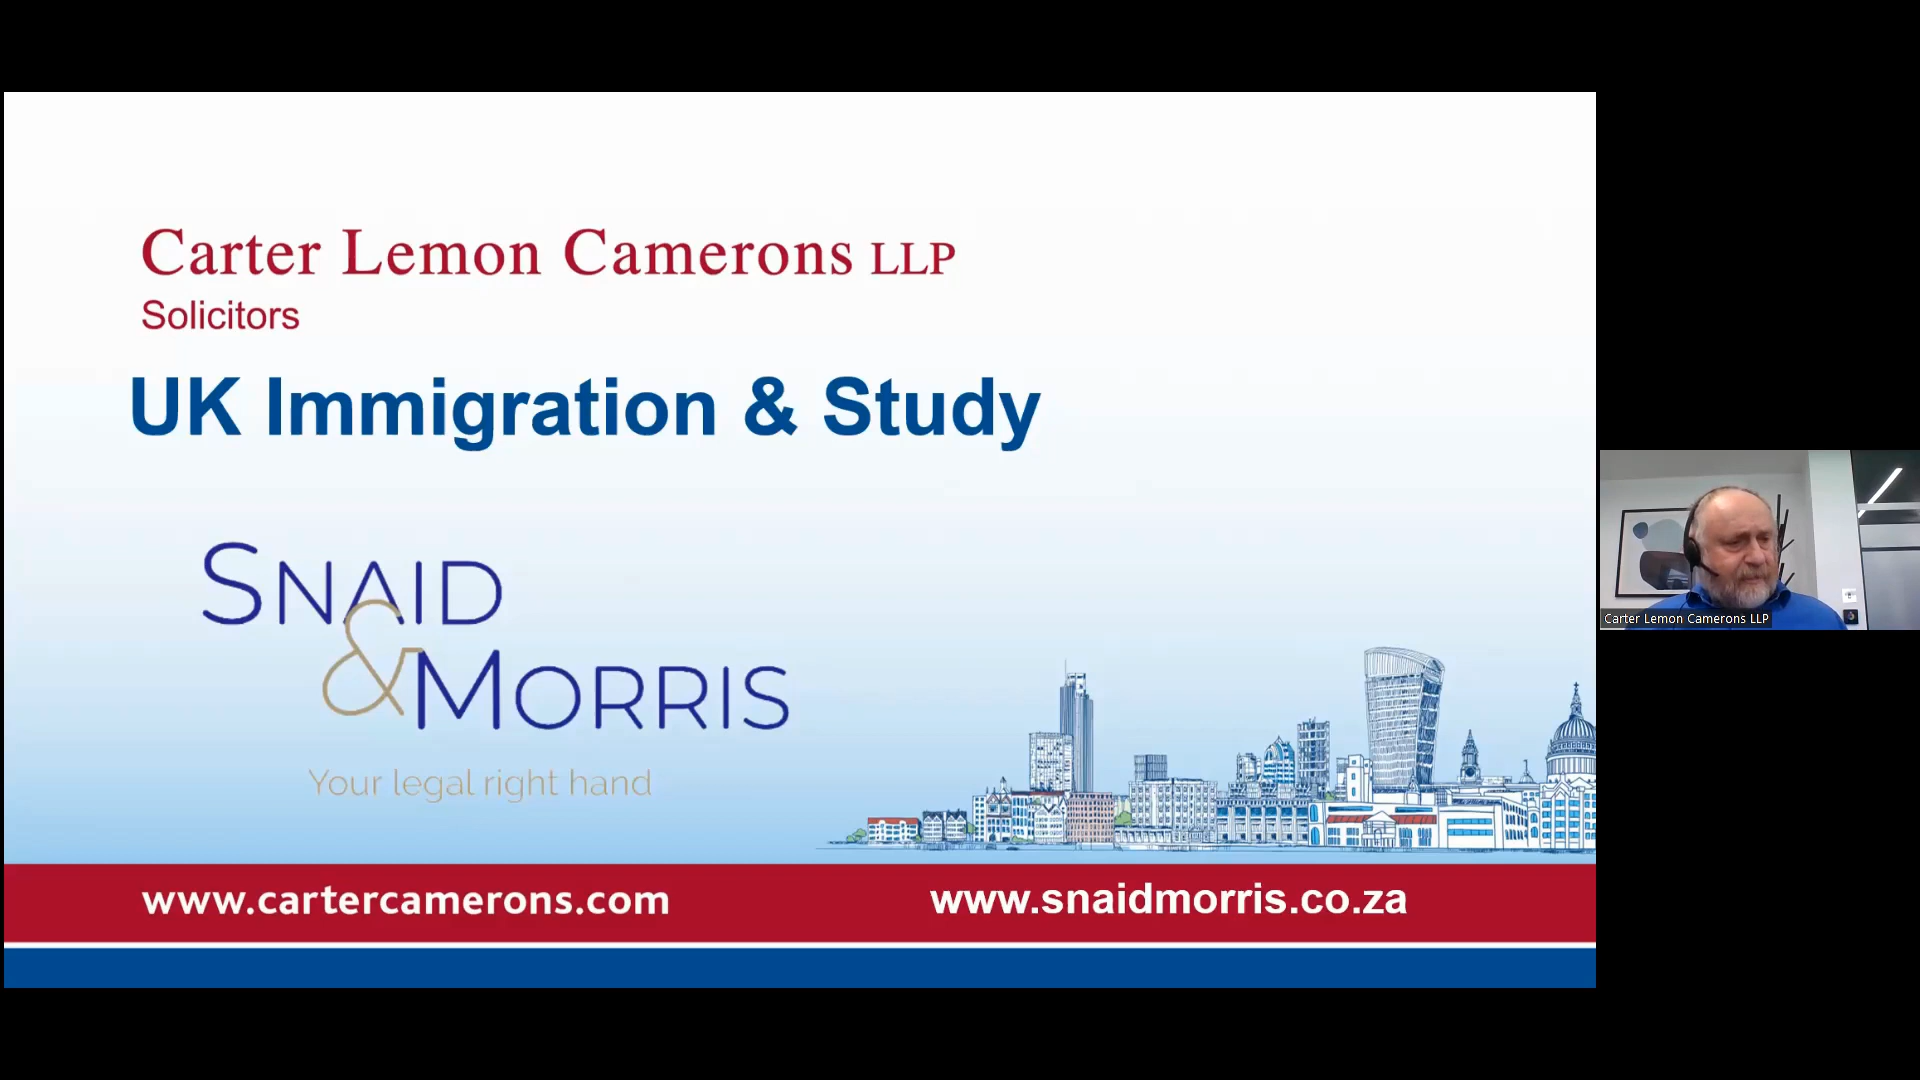 Carter Lemon Camerons LLP
Solicitors
UK Immigration & Study
SNAID
& MORRIS
Your legal right hand
www.cartercamerons.com
www.snaidmorris.co.za
Carter Lemon Camerons LLP